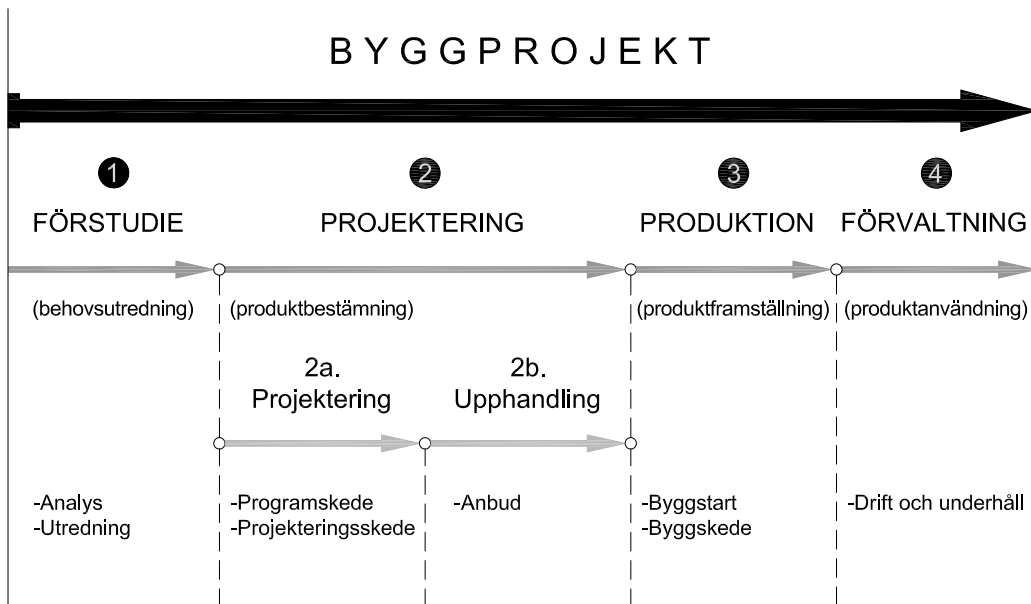 BYGGPROJEKT
1
2
3
4
FÖRSTUDIE
PROJEKTERING
PRODUKTION
FÖRVALTNING
(behovsutredning)
(produktbestämning)
(produktframställning)
(produktanvändning)
2a.
Projektering
2b.
Upphandling
-Analys
-Utredning
-Programskede
-Projekteringsskede
-Anbud
-Byggstart
-Byggskede
-Drift och underhåll